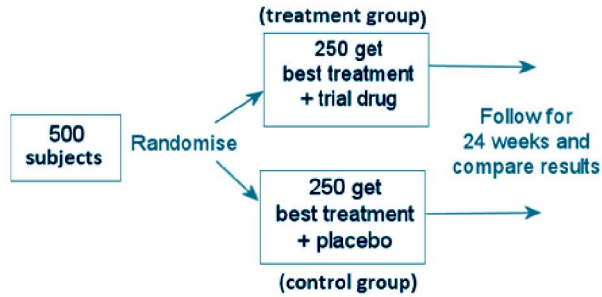 500
subjects
Randomise
(treatment group)
250 get
best treatment
+ trial drug
250 get
best treatment
+ placebo
(control group)
Follow for
24 weeks and
compare results